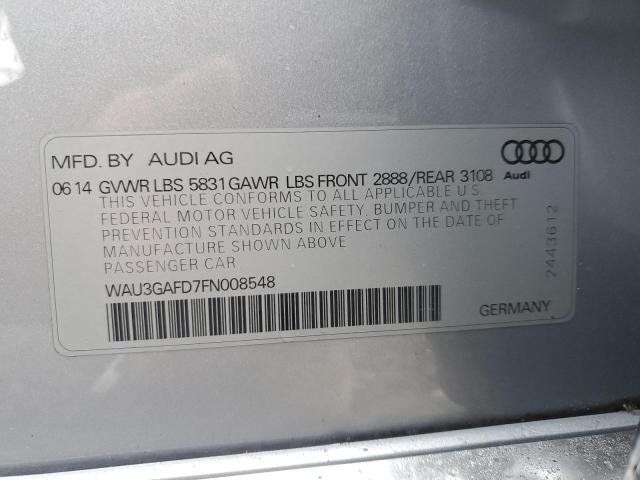 MFD. BY AUDI AG
06 14 GVWR LBS 5831 GAWR LBS FRONT 2888/REAR 3108
Audi
THIS VEHICLE CONFORMS TO ALL APPLICABLE U.S.
FEDERAL MOTOR VEHICLE SAFETY, BUMPER AND THEFT
PREVENTION STANDARDS IN EFFECT ON THE DATE OF
MANUFACTURE SHOWN ABOVE
PASSENGER CAR
WAU3GAFD7FN008548
2443612
GERMANY